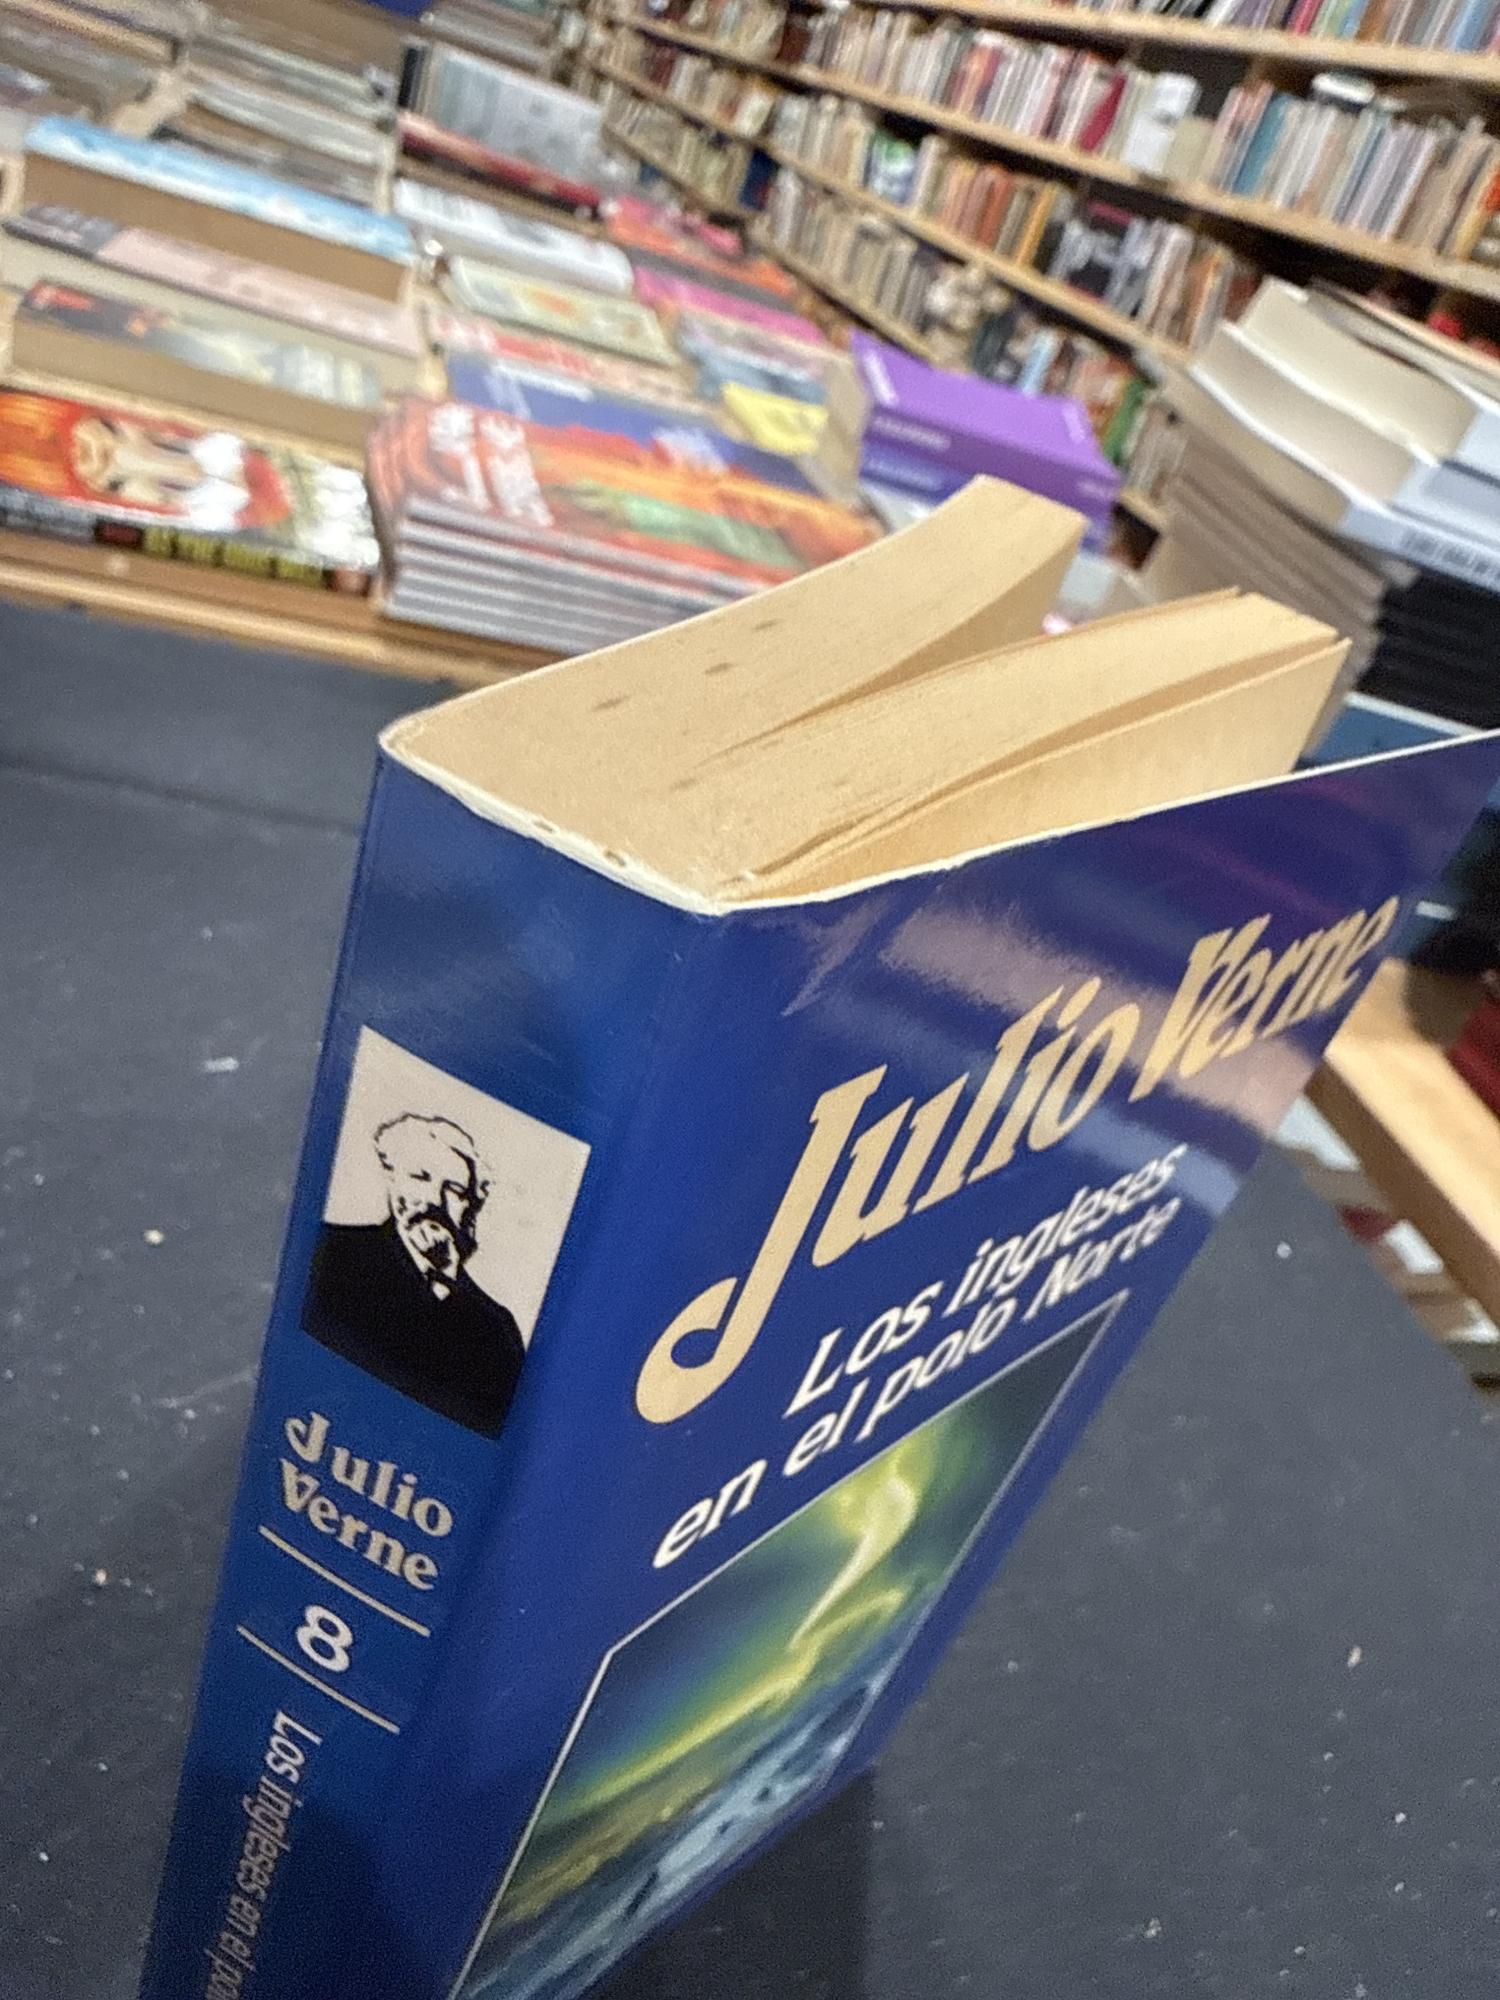 Julio Verne
Los ingleses
en el polo Norte
Julio
Verne
8
Los ingleses en el